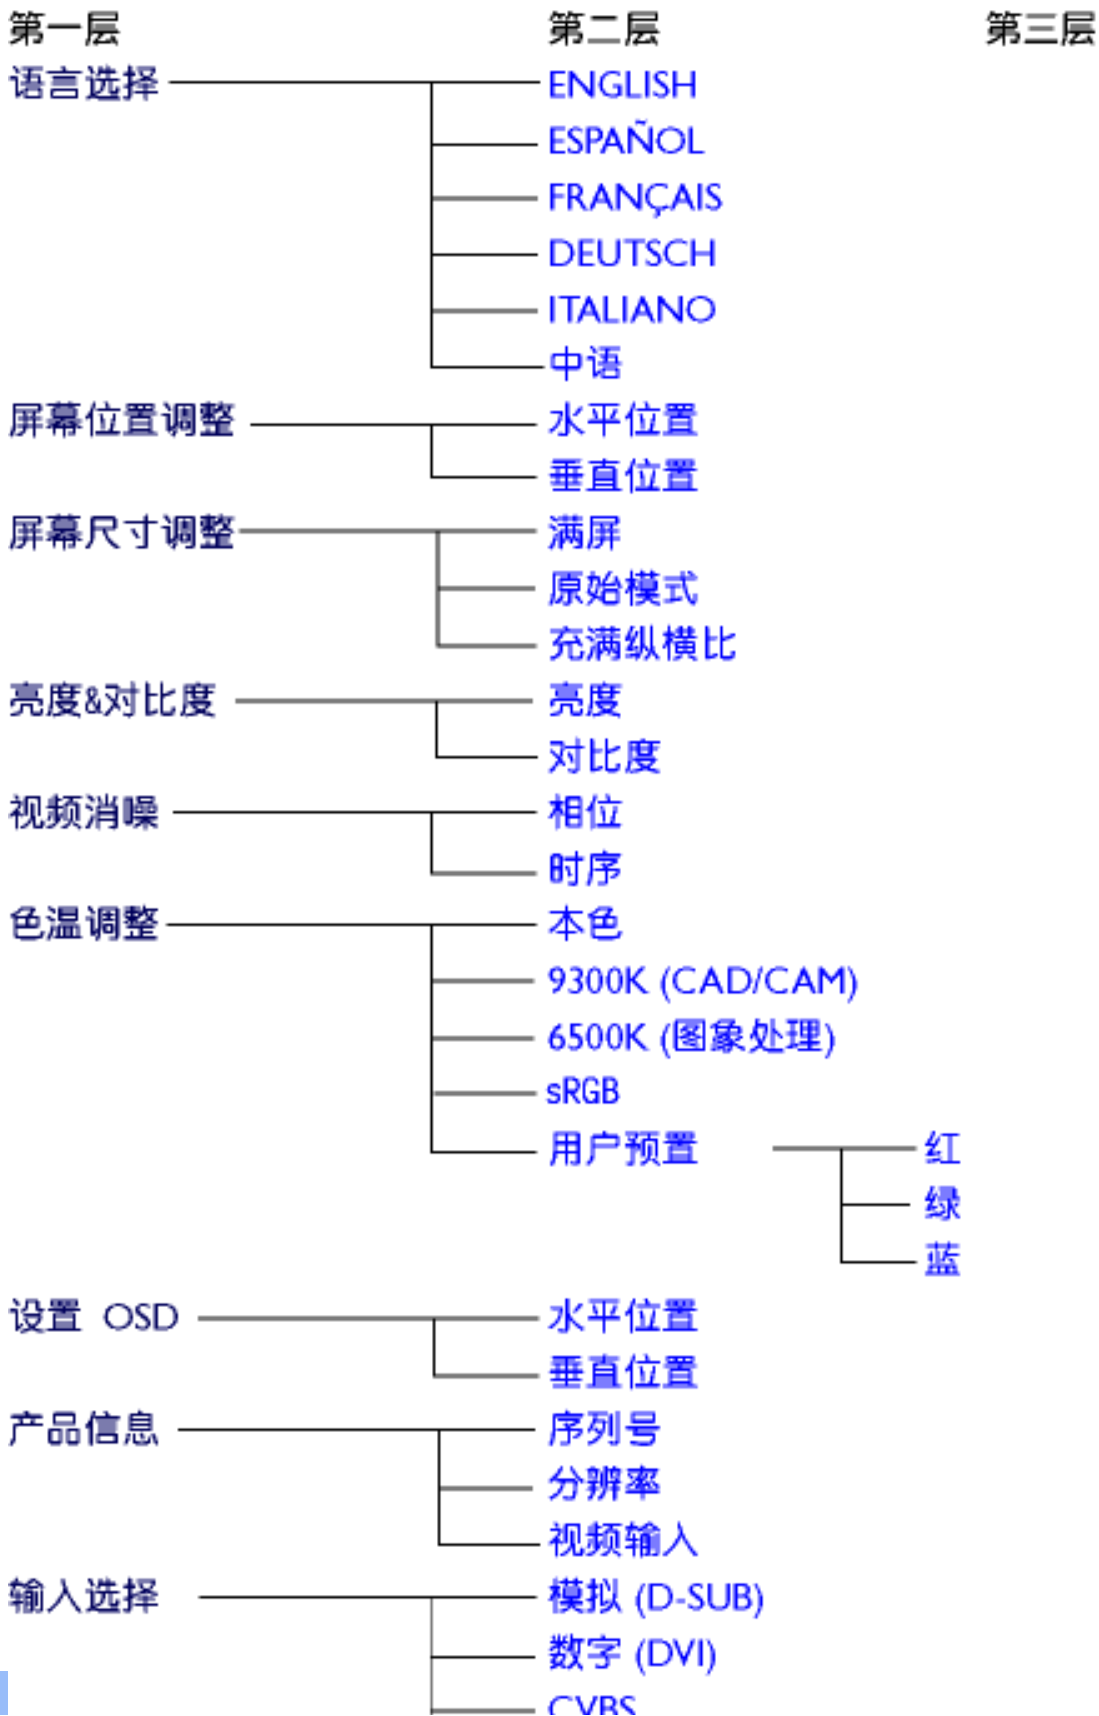 第一层 第二层 第三层
语言选择 ENGLISH
ESPAÑOL
FRANÇAIS
DEUTSCH
ITALIANO
中语
屏幕位置调整 水平位置
垂直位置
屏幕尺寸调整 满屏
原始模式
充满纵横比
亮度&对比度 亮度
对比度
视频消噪 相位
时序
色温调整 本色
9300K (CAD/CAM)
6500K (图象处理)
sRGB
用户预置 红
绿
蓝
设置 OSD 水平位置
垂直位置
产品信息 序列号
分辨率
视频输入
输入选择 模拟 (D-SUB)
数字 (DVI)
CVBS